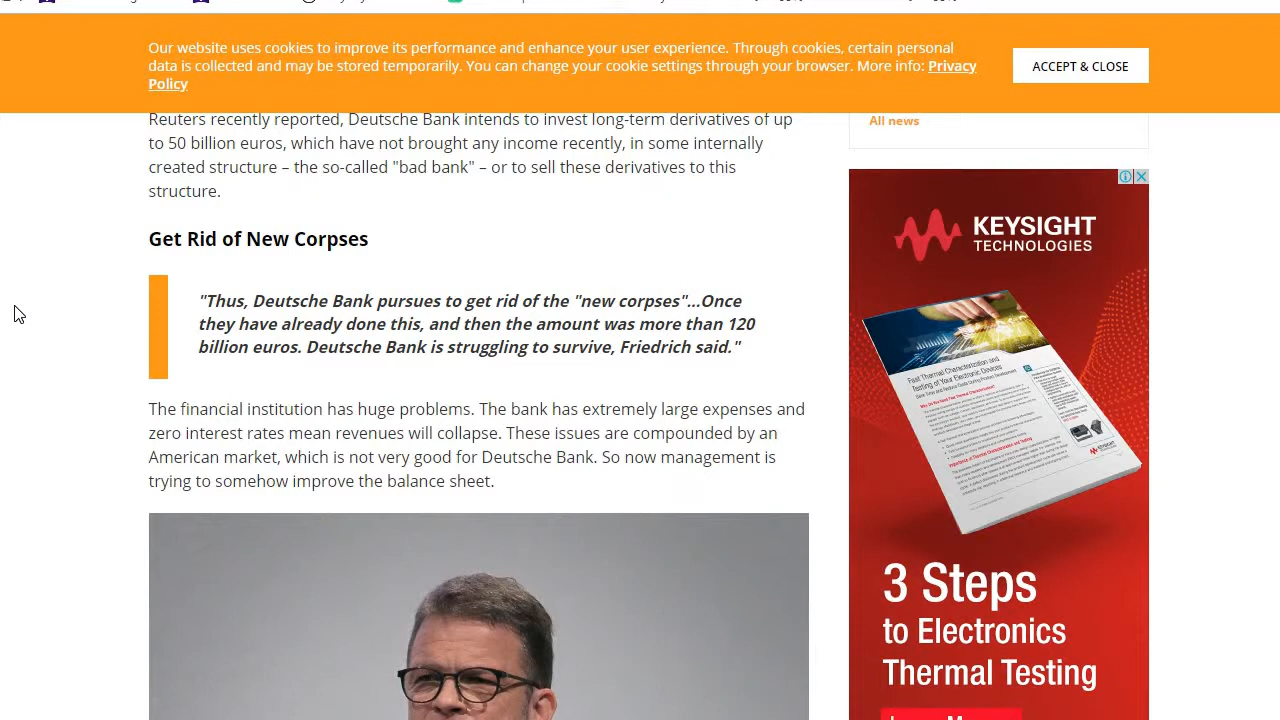 Our website uses cookies to improve its performance and enhance your user experience. Through cookies, certain personal
data is collected and may be stored temporarily. You can change your cookie settings through your browser. More info: Privacy
Policy
ACCEPT & CLOSE
Reuters recently reported, Deutsche Bank intends to invest long-term derivatives of up
to 50 billion euros, which have not brought any income recently, in some internally
created structure – the so-called "bad bank" – or to sell these derivatives to this
structure.
All news
Get Rid of New Corpses
"Thus, Deutsche Bank pursues to get rid of the "new corpses"...Once
they have already done this, and then the amount was more than 120
billion euros. Deutsche Bank is struggling to survive, Friedrich said."
The financial institution has huge problems. The bank has extremely large expenses and
zero interest rates mean revenues will collapse. These issues are compounded by an
American market, which is not very good for Deutsche Bank. So now management is
trying to somehow improve the balance sheet.
KEYSIGHT
TECHNOLOGIES
Fast Thermal Characterization and
Testing of Your Electronic Devices
3 Steps
to Electronics
Thermal Testing